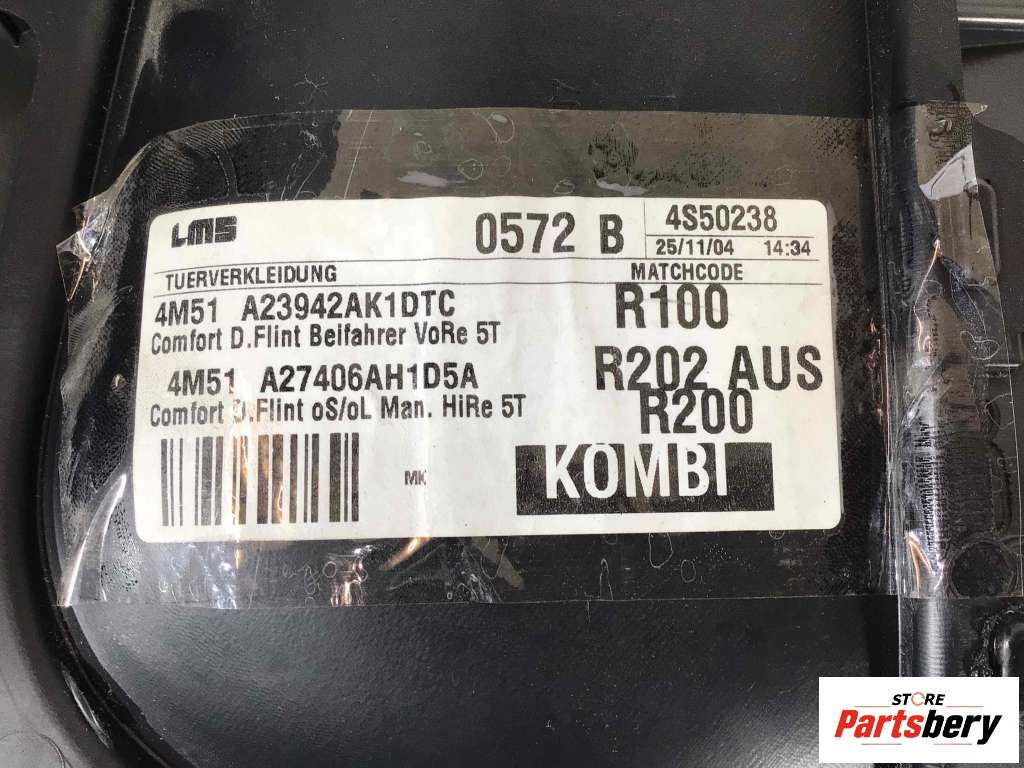 LMS
0572 B
4S50238
25/11/04 14:34
TUERVERKLEIDUNG MATCHCODE
4M51 A23942AK1DTC R100
Comfort D.Flint Beifahrer VoRe 5T
4M51 A27406AH1D5A R202 AUS
Comfort D.Flint oS/oL Man. HiRe 5T R200
MK
KOMBI
STORE
Partsbery